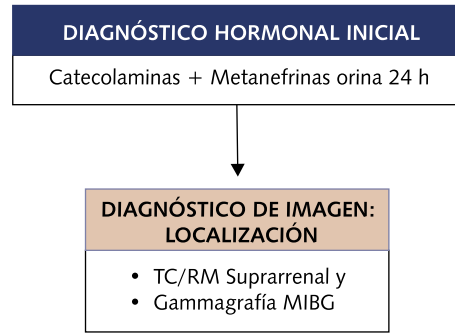 DIAGNÓSTICO HORMONAL INICIAL
Catecolaminas + Metanefrinas orina 24 h
DIAGNÓSTICO DE IMAGEN:
LOCALIZACIÓN
• TC/RM Suprarrenal y
• Gammagrafía MIBG